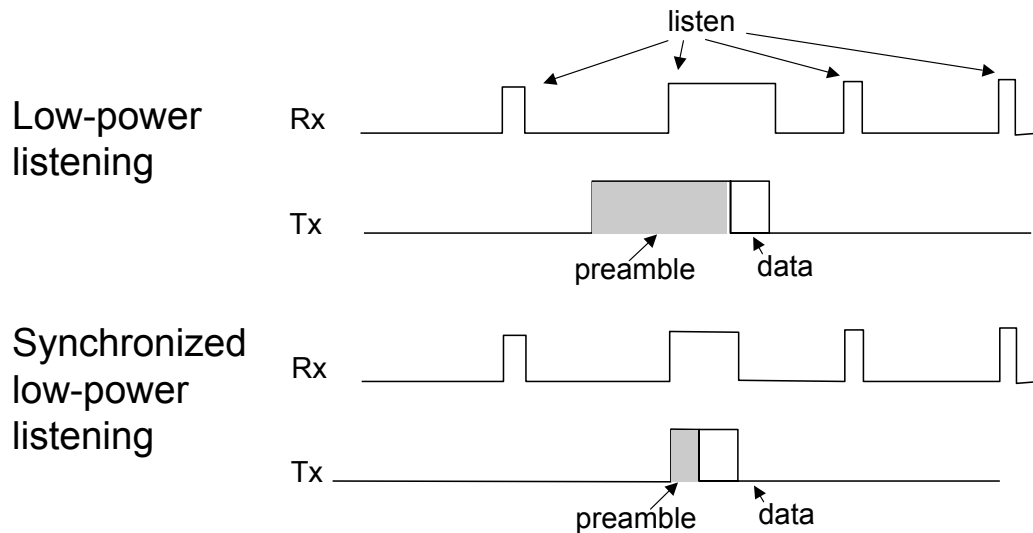 listen
Low-power
listening
Rx
Tx
preamble
data
Synchronized
low-power
listening
Rx
Tx
preamble
data